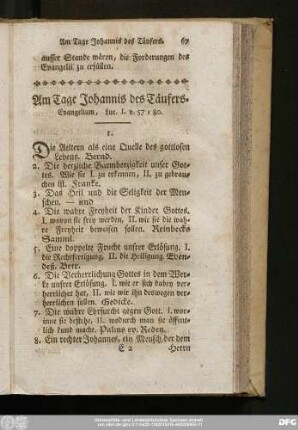 Am Tage Johannis des Täufers. 67
ausser Stande wären, die Forderungen des
Evangelii zu erfüllen.
Am Tage Johannis des Täufers.
Evangelium, Luc. I. v. 57 : 80.
1.
Die Aeltern als eine Quelle des gottlosen
Lebens. Bernd.
2. Die herzliche Barmherzigkeit unser Got-
tes. Wie sie I. zu erkennen, II. zu gebrau-
chen ist. Franke.
3. Das Heil und die Seligkeit der Men-
schen. — und
4. Die wahre Freyheit der Kinder Gottes.
I. wovon sie frey werden, II. wie sie die wah-
re Freyheit beweisen sollen. Reinbecks
Samml.
5. Eine doppelte Frucht unsrer Erlösung. I.
die Rechtfertigung, II. die Heiligung. Eben-
deß. Betr.
6. Die Verherrlichung Gottes in dem Wer-
ke unsrer Erlösung. I. wie er sich dabey ver-
herrlichet hat, II. wie wir ihn deswegen ver-
herrlichen sollen. Gedicke.
7. Die wahre Ehrfurcht gegen Gott. I. wor-
inne sie bestehe, II. wodurch man sie öffent-
lich kund mache. Palmy ev. Reden.
8. Ein rechter Johannes, ein Mensch, der dem
E 2 Herrn